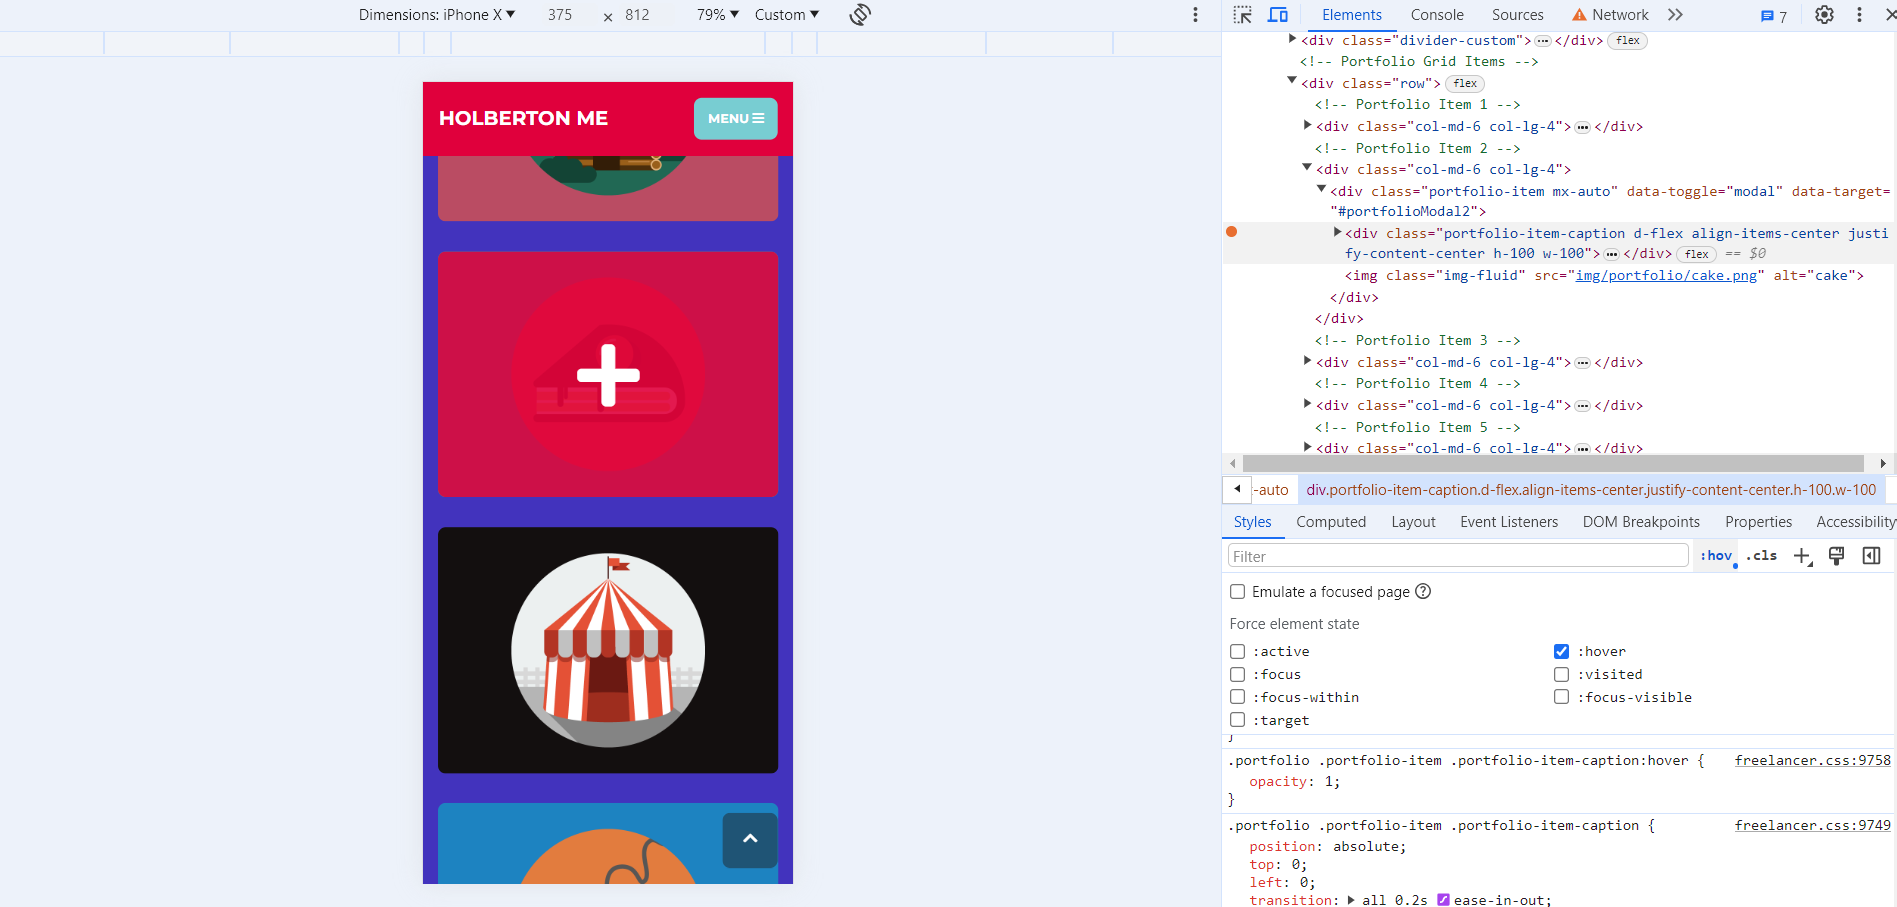 Dimensions: iPhone X ▼ 375 × 812 79% ▼ Custom ▼
HOLBERTON ME
MENU
Elements Console Sources Network 7
<div class="divider-custom"> ··· </div> flex
<!-- Portfolio Grid Items -->
<div class="row"> flex
<!-- Portfolio Item 1 -->
<div class="col-md-6 col-lg-4"> ··· </div>
<!-- Portfolio Item 2 -->
<div class="col-md-6 col-lg-4">
<div class="portfolio-item mx-auto" data-toggle="modal" data-target=
"#portfolioModal2">
<div class="portfolio-item-caption d-flex align-items-center justi
fy-content-center h-100 w-100"> ··· </div> flex == $0
<img class="img-fluid" src="img/portfolio/cake.png" alt="cake">
</div>
</div>
<!-- Portfolio Item 3 -->
<div class="col-md-6 col-lg-4"> ··· </div>
<!-- Portfolio Item 4 -->
<div class="col-md-6 col-lg-4"> ··· </div>
<!-- Portfolio Item 5 -->
<div class="col-md-6 col-lg-4"> ··· </div>
-auto div.portfolio-item-caption.d-flex.align-items-center.justify-content-center.h-100.w-100
Styles Computed Layout Event Listeners DOM Breakpoints Properties Accessibility
Filter :hov .cls
Emulate a focused page ?
Force element state
:active :hover
:focus :visited
:focus-within :focus-visible
:target
}
.portfolio .portfolio-item .portfolio-item-caption:hover { freelancer.css:9758
opacity: 1;
}
.portfolio .portfolio-item .portfolio-item-caption { freelancer.css:9749
position: absolute;
top: 0;
left: 0;
transition: all 0.2s ease-in-out;